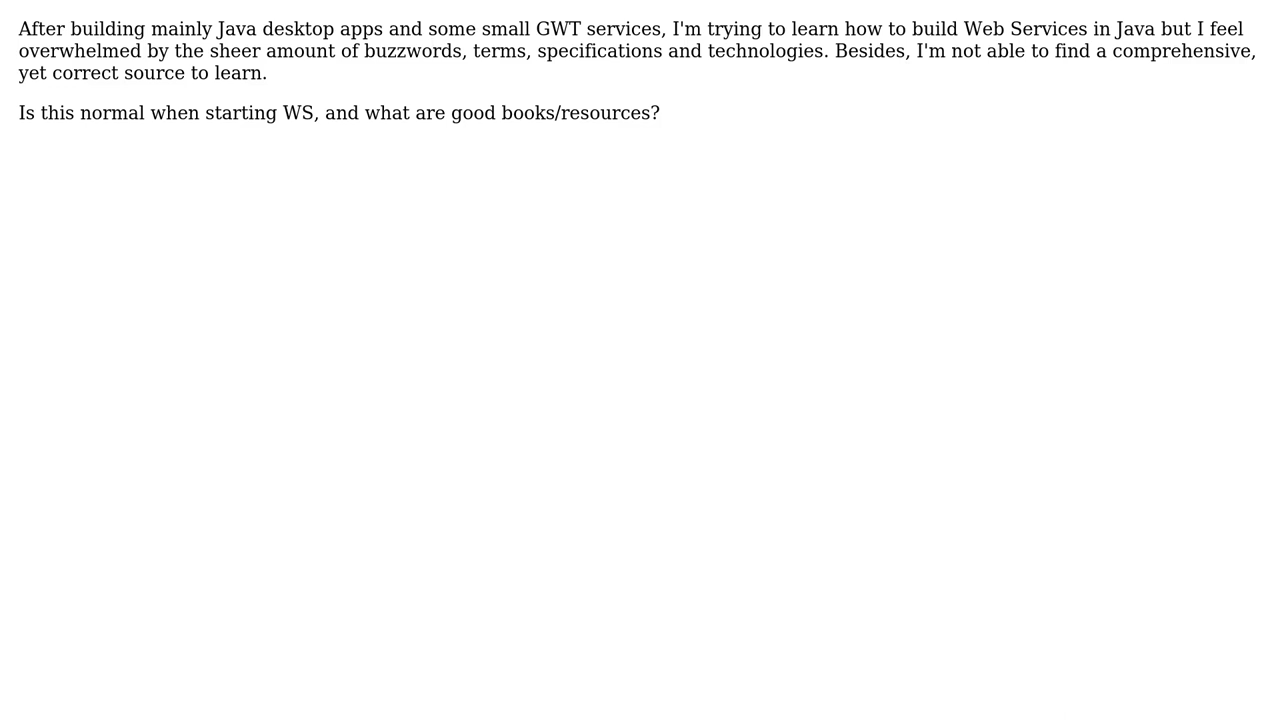 After building mainly Java desktop apps and some small GWT services, I'm trying to learn how to build Web Services in Java but I feel
overwhelmed by the sheer amount of buzzwords, terms, specifications and technologies. Besides, I'm not able to find a comprehensive,
yet correct source to learn.
Is this normal when starting WS, and what are good books/resources?